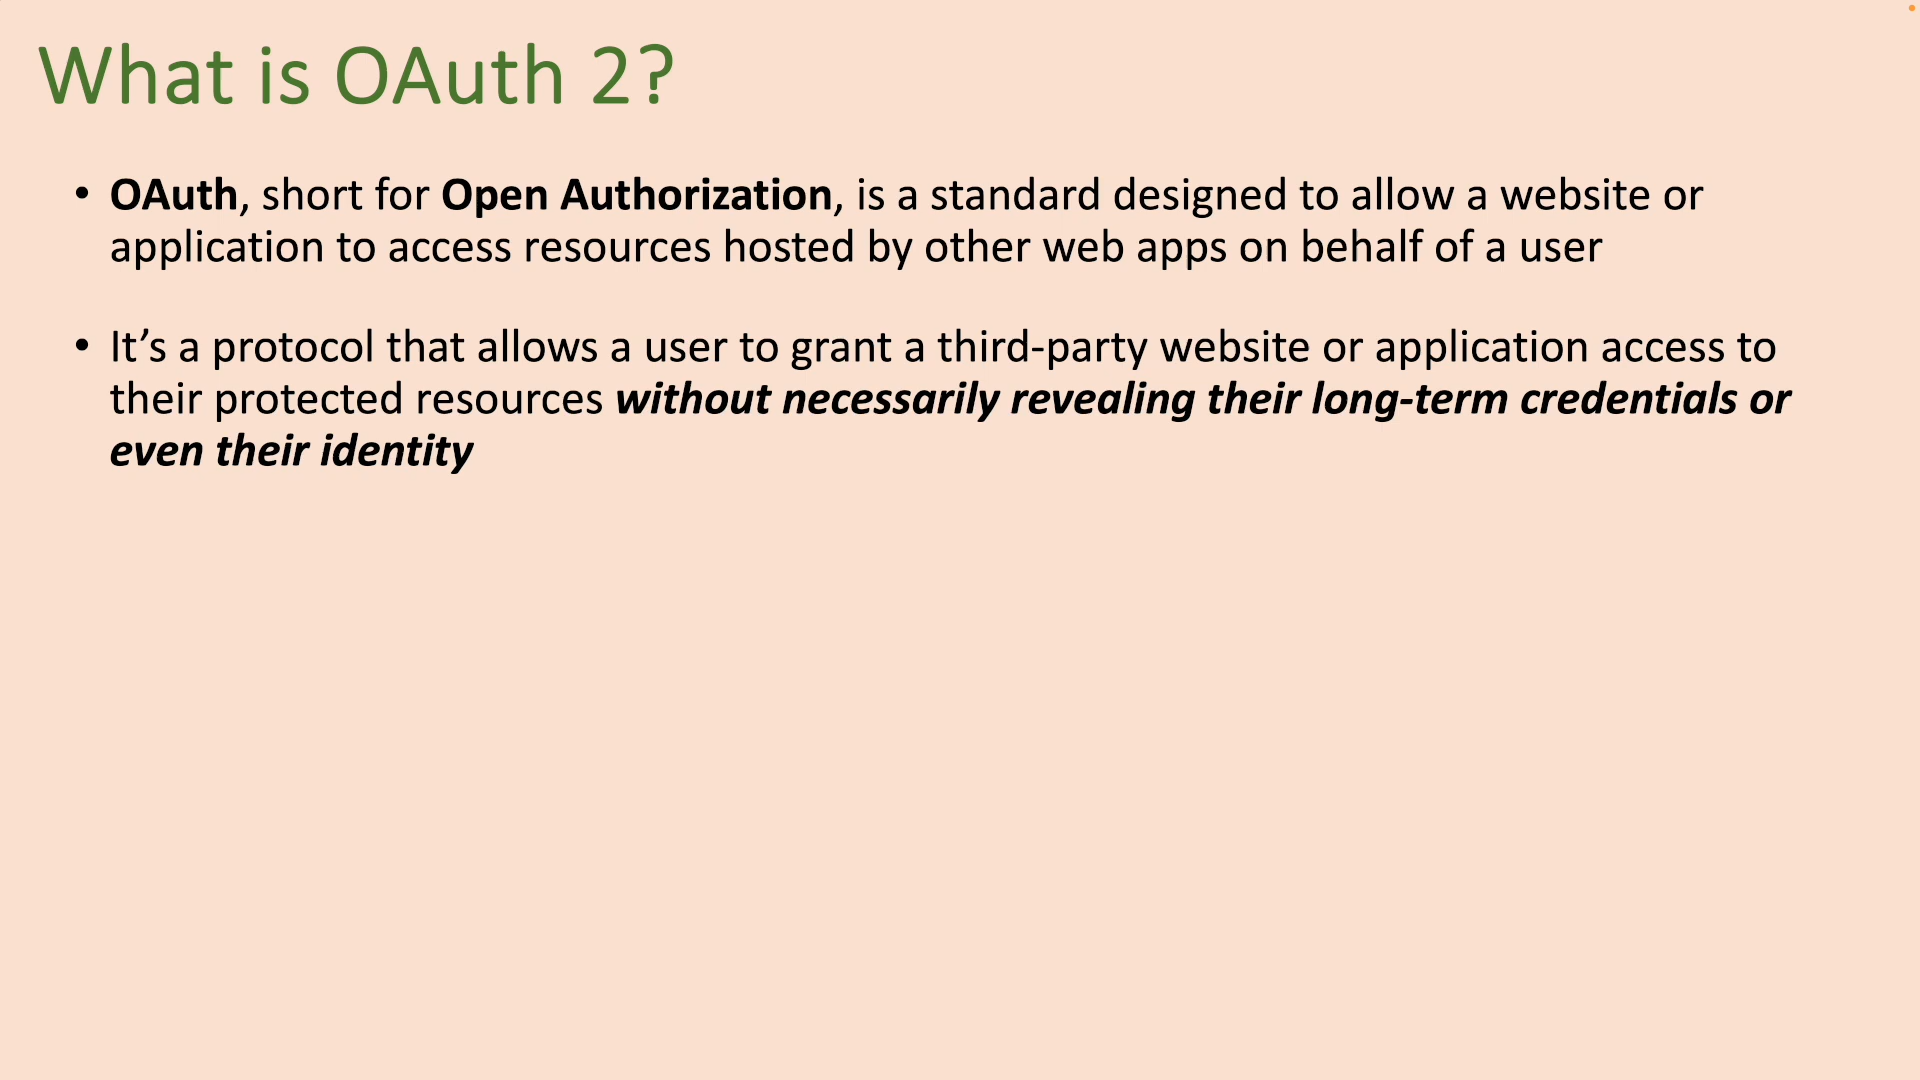 What is OAuth 2?
• OAuth, short for Open Authorization, is a standard designed to allow a website or
application to access resources hosted by other web apps on behalf of a user
• It’s a protocol that allows a user to grant a third-party website or application access to
their protected resources without necessarily revealing their long-term credentials or
even their identity